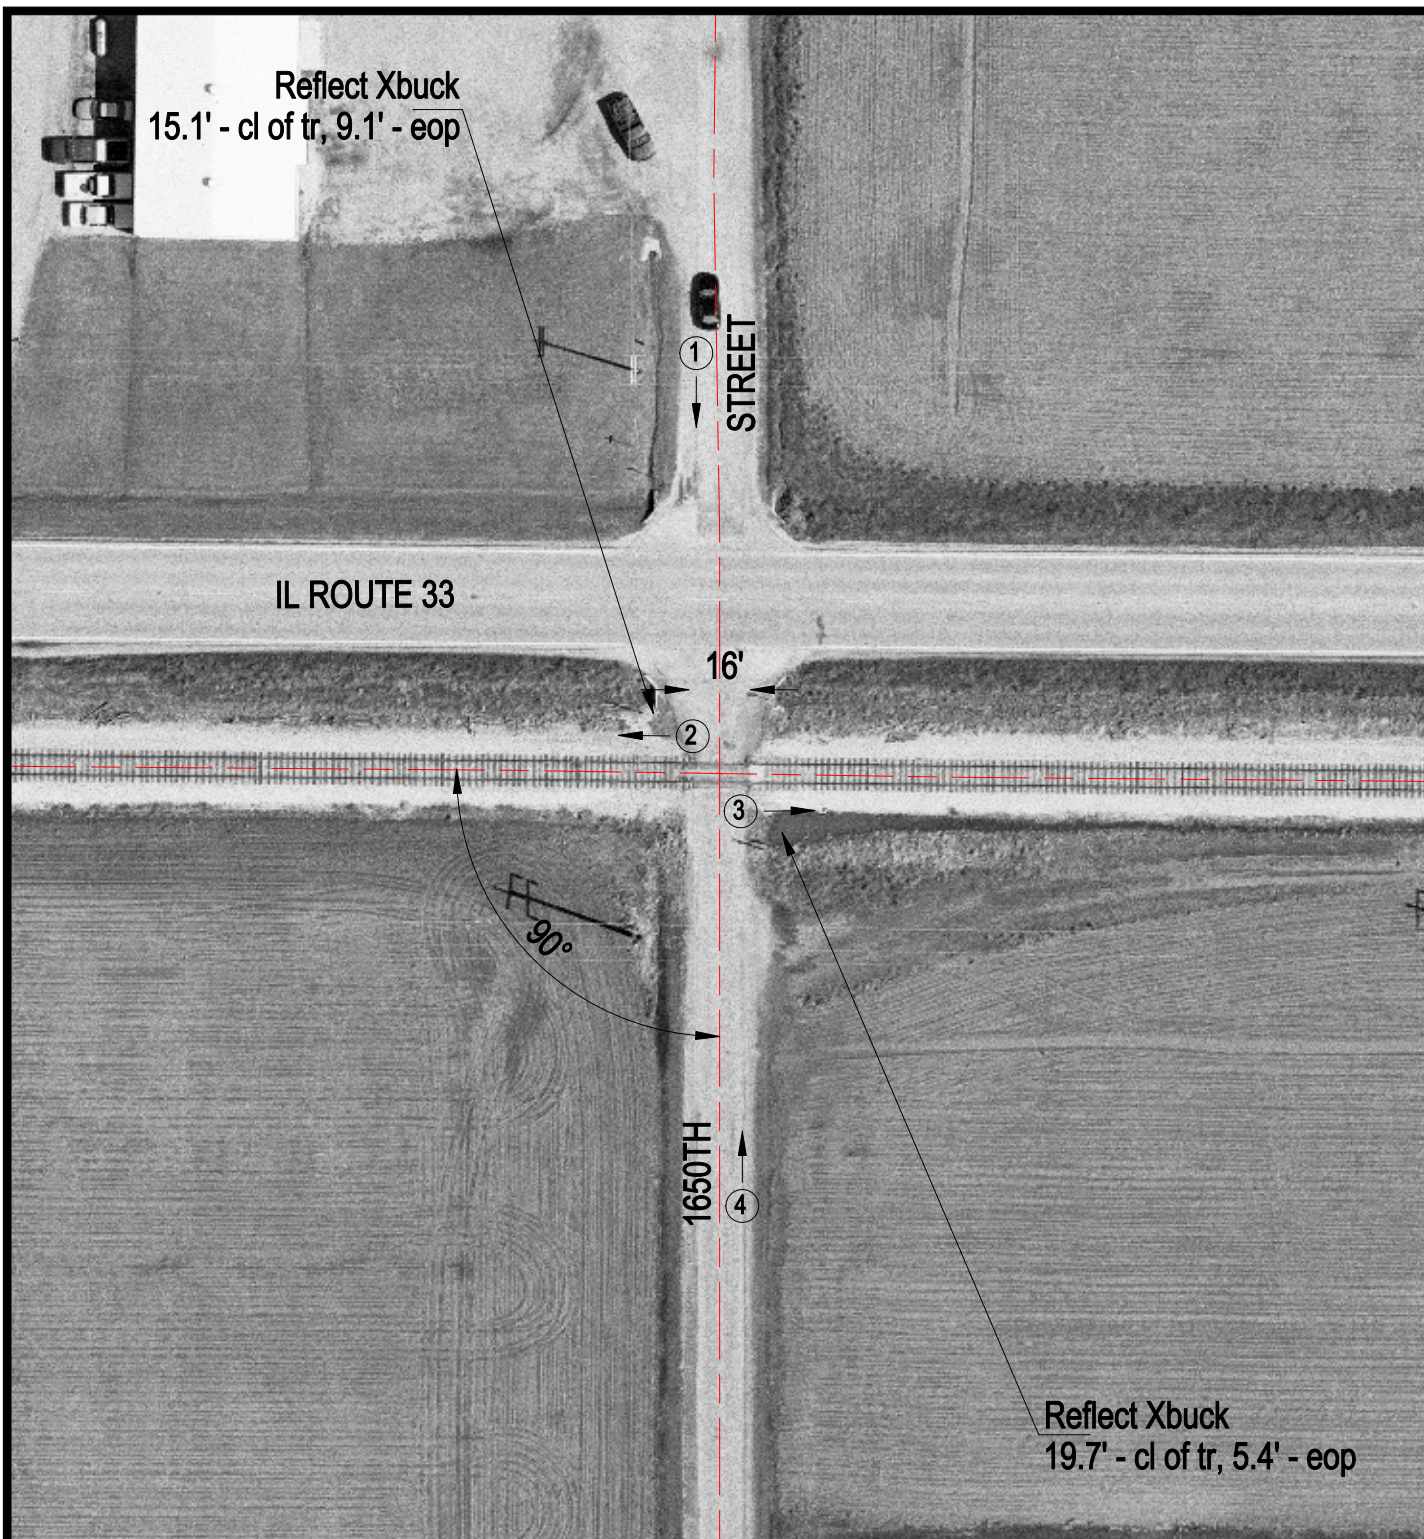 Reflect Xbuck
15.1' - cl of tr, 9.1' - eop
1
STREET
IL ROUTE 33
16'
2
3
90°
1650TH
4
Reflect Xbuck
19.7' - cl of tr, 5.4' - eop